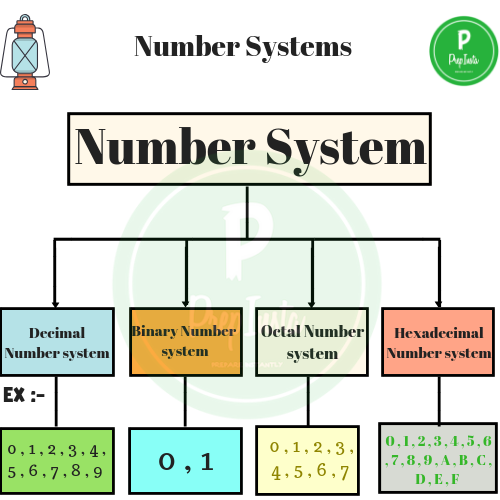 Number Systems
P
PrepInsta
Number System
Decimal
Number system
Binary Number
system
Octal Number
system
Hexadecimal
Number system
EX :-
0 , 1 , 2 , 3 , 4 ,
5 , 6 , 7 , 8 , 9
0 , 1
0 , 1 , 2 , 3 ,
4 , 5 , 6 , 7
0 , 1 , 2 , 3 , 4 , 5 , 6
, 7 , 8 , 9 , A , B , C ,
D , E , F
P
PrepInsta